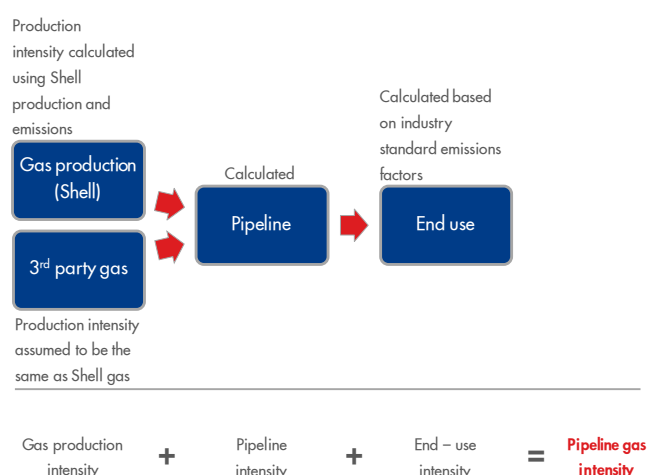 Production
intensity calculated
using Shell
production and
emissions
Gas production
(Shell)
3rd party gas
Production intensity
assumed to be the
same as Shell gas
Calculated
Pipeline
Calculated based
on industry
standard emissions
factors
End use
Gas production
intensity
+
Pipeline
intensity
+
End – use
intensity
=
Pipeline gas
intensity